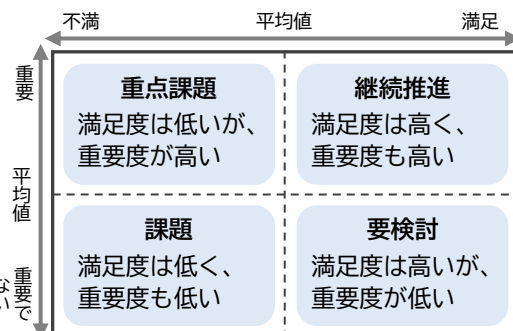 不満 平均値 満足
重要
平均値
重要で
ない
重点課題
満足度は低いが、
重要度が高い
継続推進
満足度は高く、
重要度も高い
課題
満足度は低く、
重要度も低い
要検討
満足度は高いが、
重要度が低い